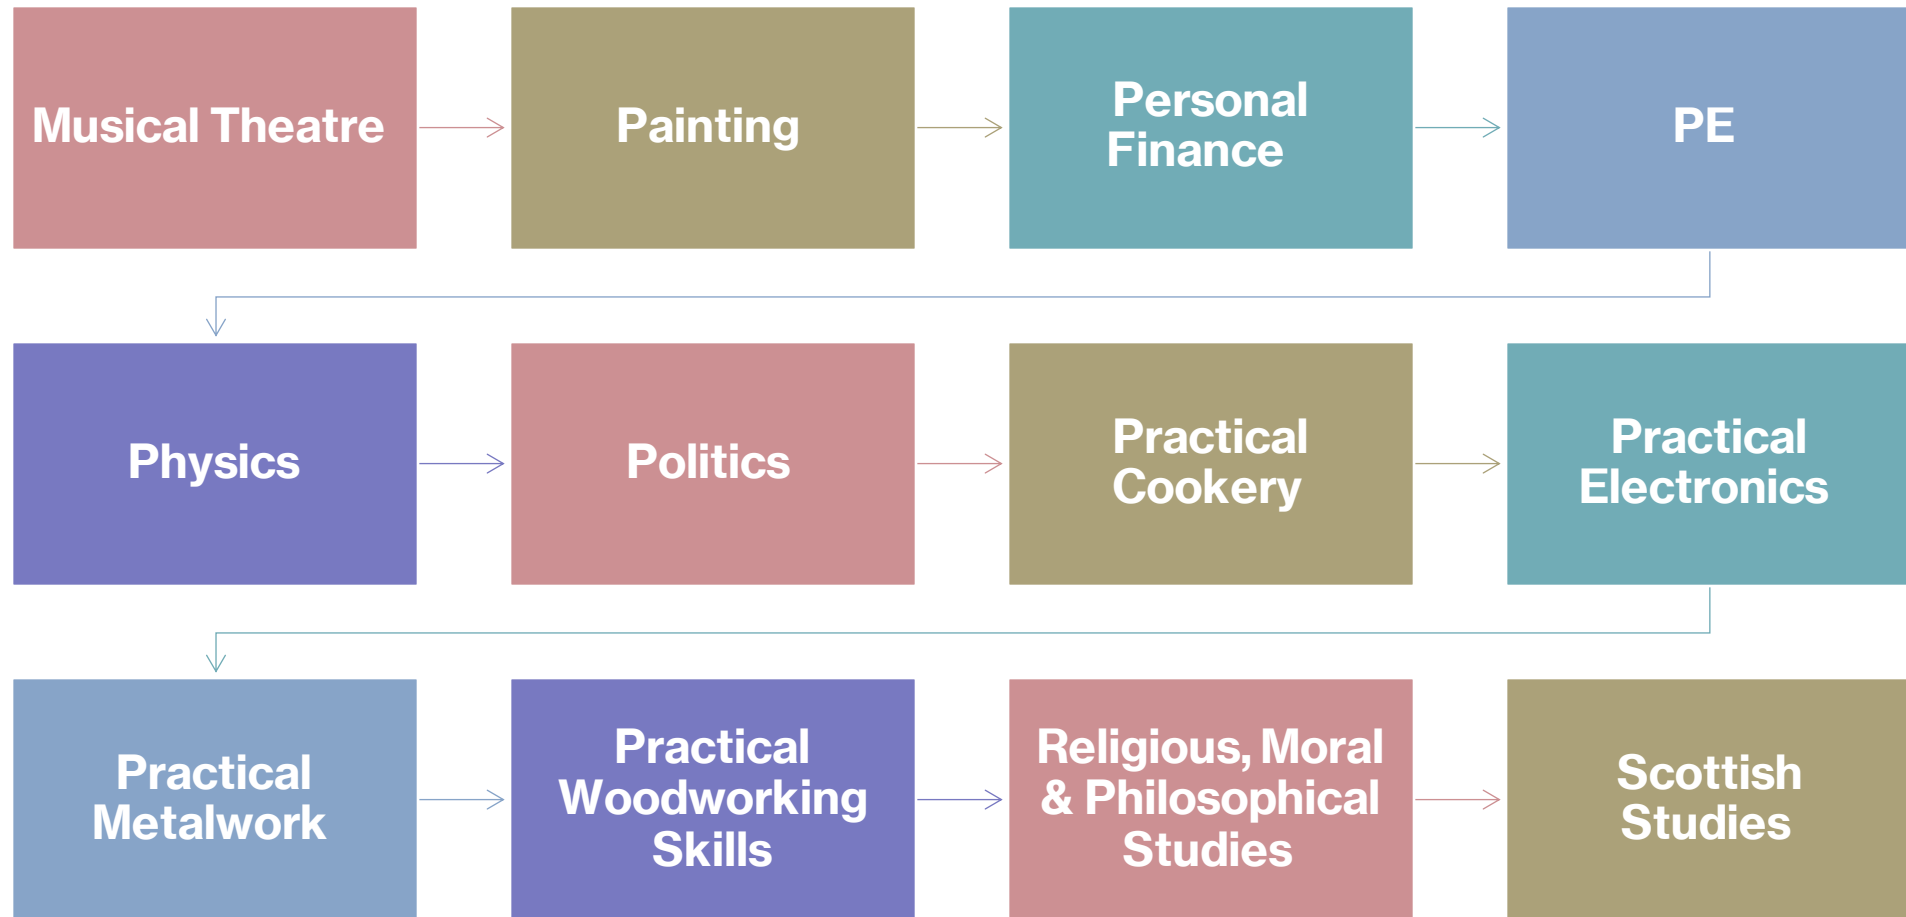 Musical Theatre
Painting
Personal
Finance
PE
Physics
Politics
Practical
Cookery
Practical
Electronics
Practical
Metalwork
Practical
Woodworking
Skills
Religious, Moral
& Philosophical
Studies
Scottish
Studies